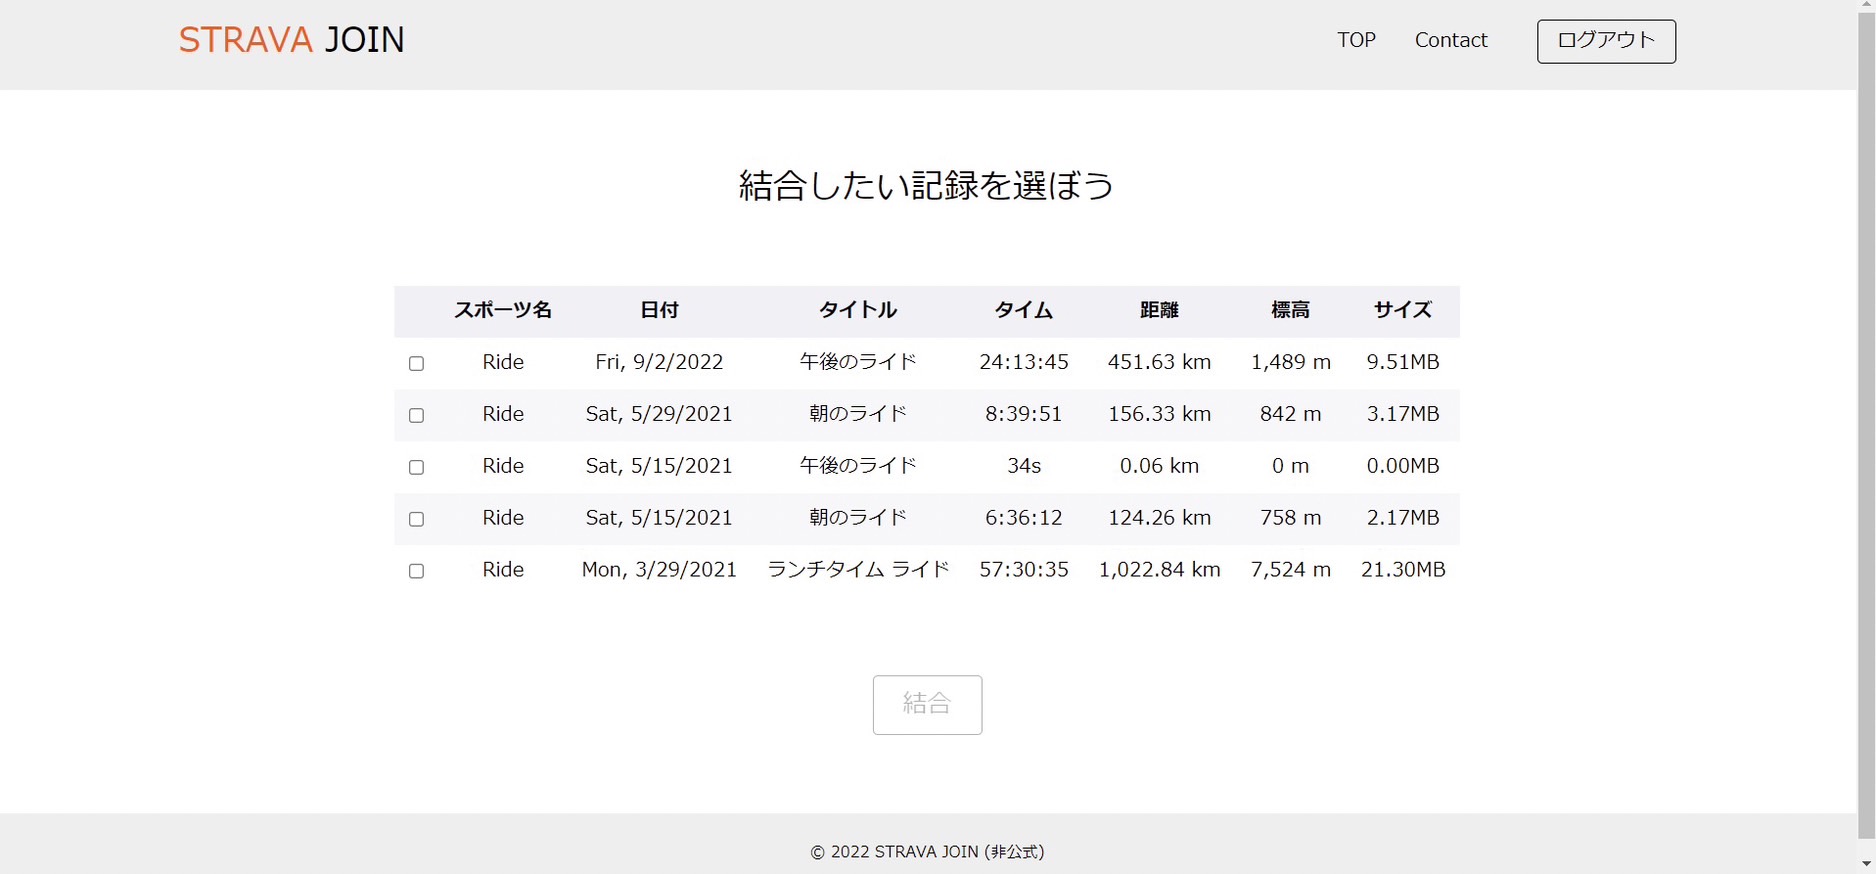 STRAVA JOIN TOP Contact ログアウト
結合したい記録を選ぼう
スポーツ名 日付 タイトル タイム 距離 標高 サイズ
Ride Fri, 9/2/2022 午後のライド 24:13:45 451.63 km 1,489 m 9.51MB
Ride Sat, 5/29/2021 朝のライド 8:39:51 156.33 km 842 m 3.17MB
Ride Sat, 5/15/2021 午後のライド 34s 0.06 km 0 m 0.00MB
Ride Sat, 5/15/2021 朝のライド 6:36:12 124.26 km 758 m 2.17MB
Ride Mon, 3/29/2021 ランチタイム ライド 57:30:35 1,022.84 km 7,524 m 21.30MB
結合
© 2022 STRAVA JOIN (非公式)